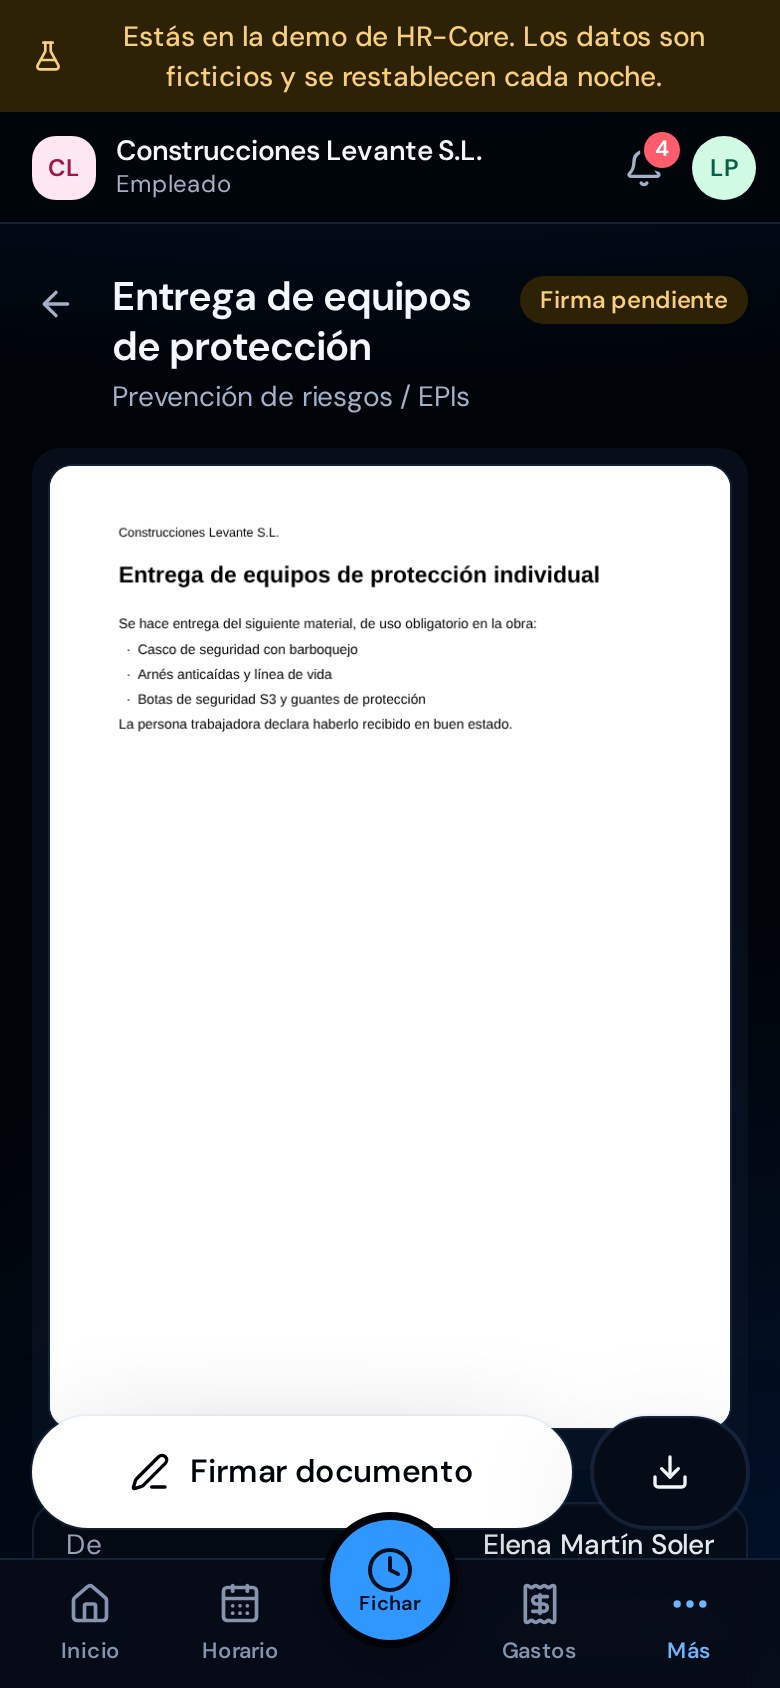 Estás en la demo de HR-Core. Los datos son
ficticios y se restablecen cada noche.
CL
Construcciones Levante S.L.
Empleado
4
LP
Entrega de equipos
de protección
Firma pendiente
Prevención de riesgos / EPIs
Construcciones Levante S.L.
Entrega de equipos de protección individual
Se hace entrega del siguiente material, de uso obligatorio en la obra:
· Casco de seguridad con barboquejo
· Arnés anticaídas y línea de vida
· Botas de seguridad S3 y guantes de protección
La persona trabajadora declara haberlo recibido en buen estado.
Firmar documento
De
Elena Martín Soler
Inicio
Horario
Fichar
Gastos
Más